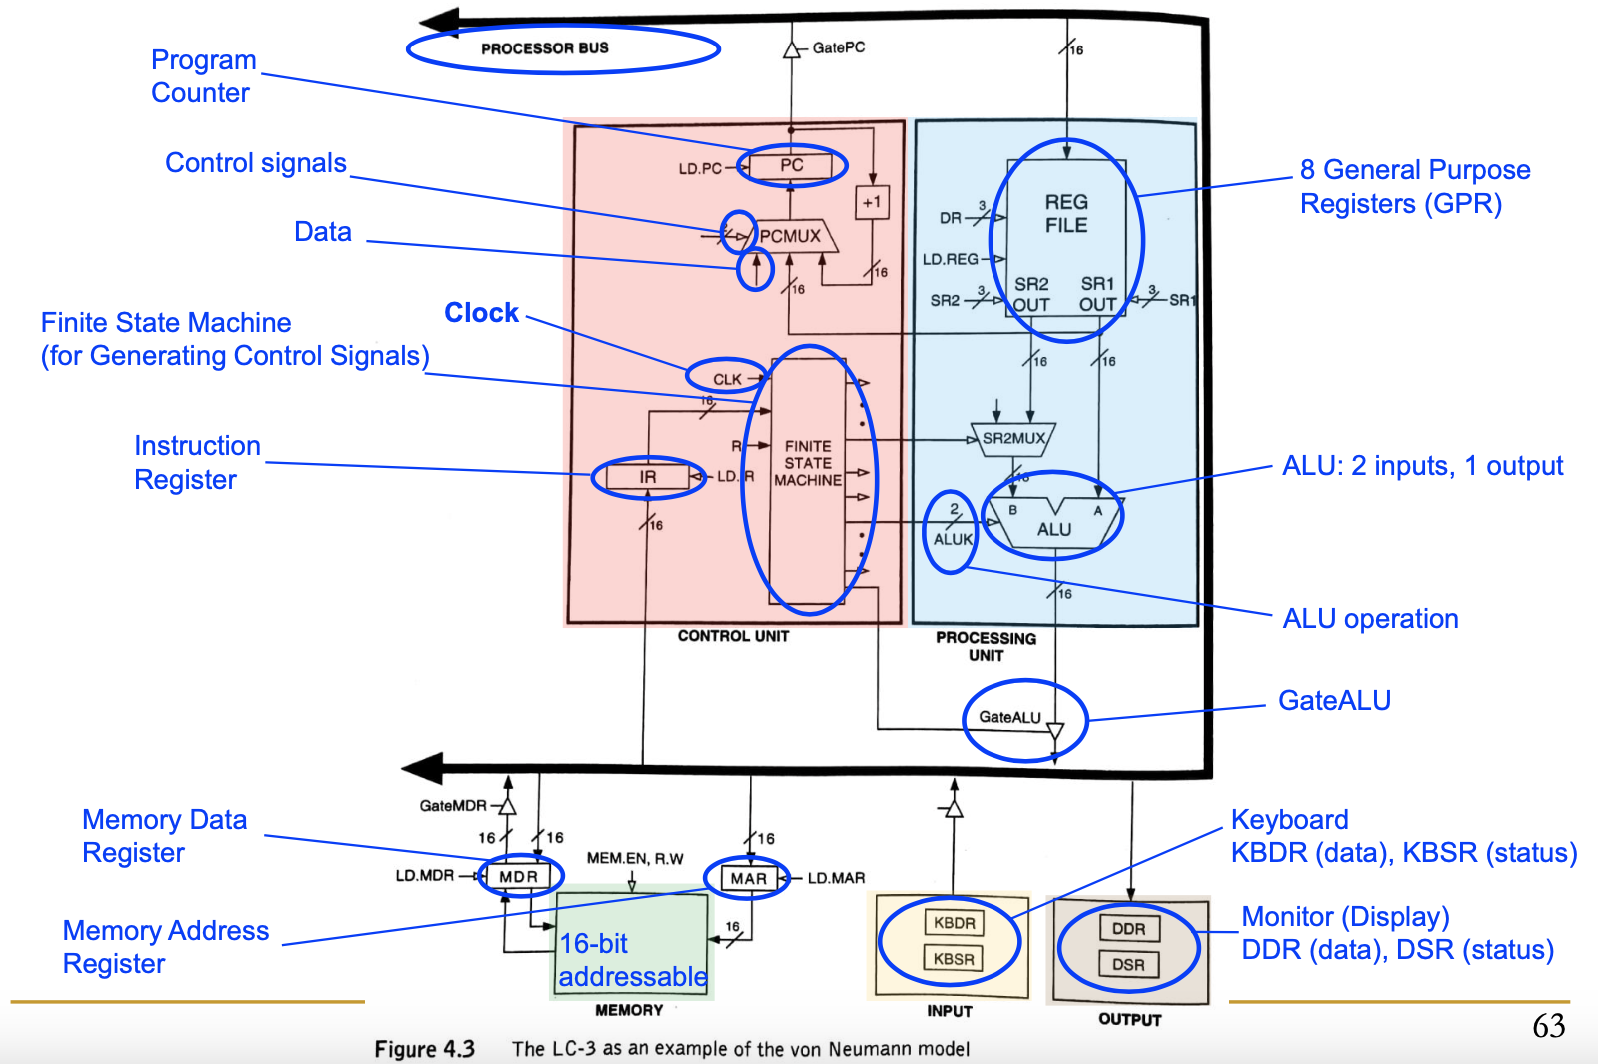 PROCESSOR BUS
GatePC
16
Program
Counter
Control signals
Data
LD.PC
PC
+1
2
PCMUX
16
16
8 General Purpose
Registers (GPR)
REG
FILE
DR
3
LD.REG
SR2
3
SR2
OUT
SR1
OUT
3
SR1
Finite State Machine
(for Generating Control Signals)
Clock
CLK
16
16
16
R
FINITE
STATE
MACHINE
SR2MUX
16
Instruction
Register
IR
LD.IR
16
ALU: 2 inputs, 1 output
B
A
ALU
2
ALUK
16
ALU operation
CONTROL UNIT
PROCESSING
UNIT
GateALU
GateALU
GateMDR
16
16
16
Memory Data
Register
MEM.EN, R.W
LD.MDR
MDR
MAR
LD.MAR
Keyboard
KBDR (data), KBSR (status)
Memory Address
Register
16
16-bit
addressable
KBDR
KBSR
DDR
DSR
Monitor (Display)
DDR (data), DSR (status)
MEMORY
INPUT
OUTPUT
63
Figure 4.3 The LC-3 as an example of the von Neumann model